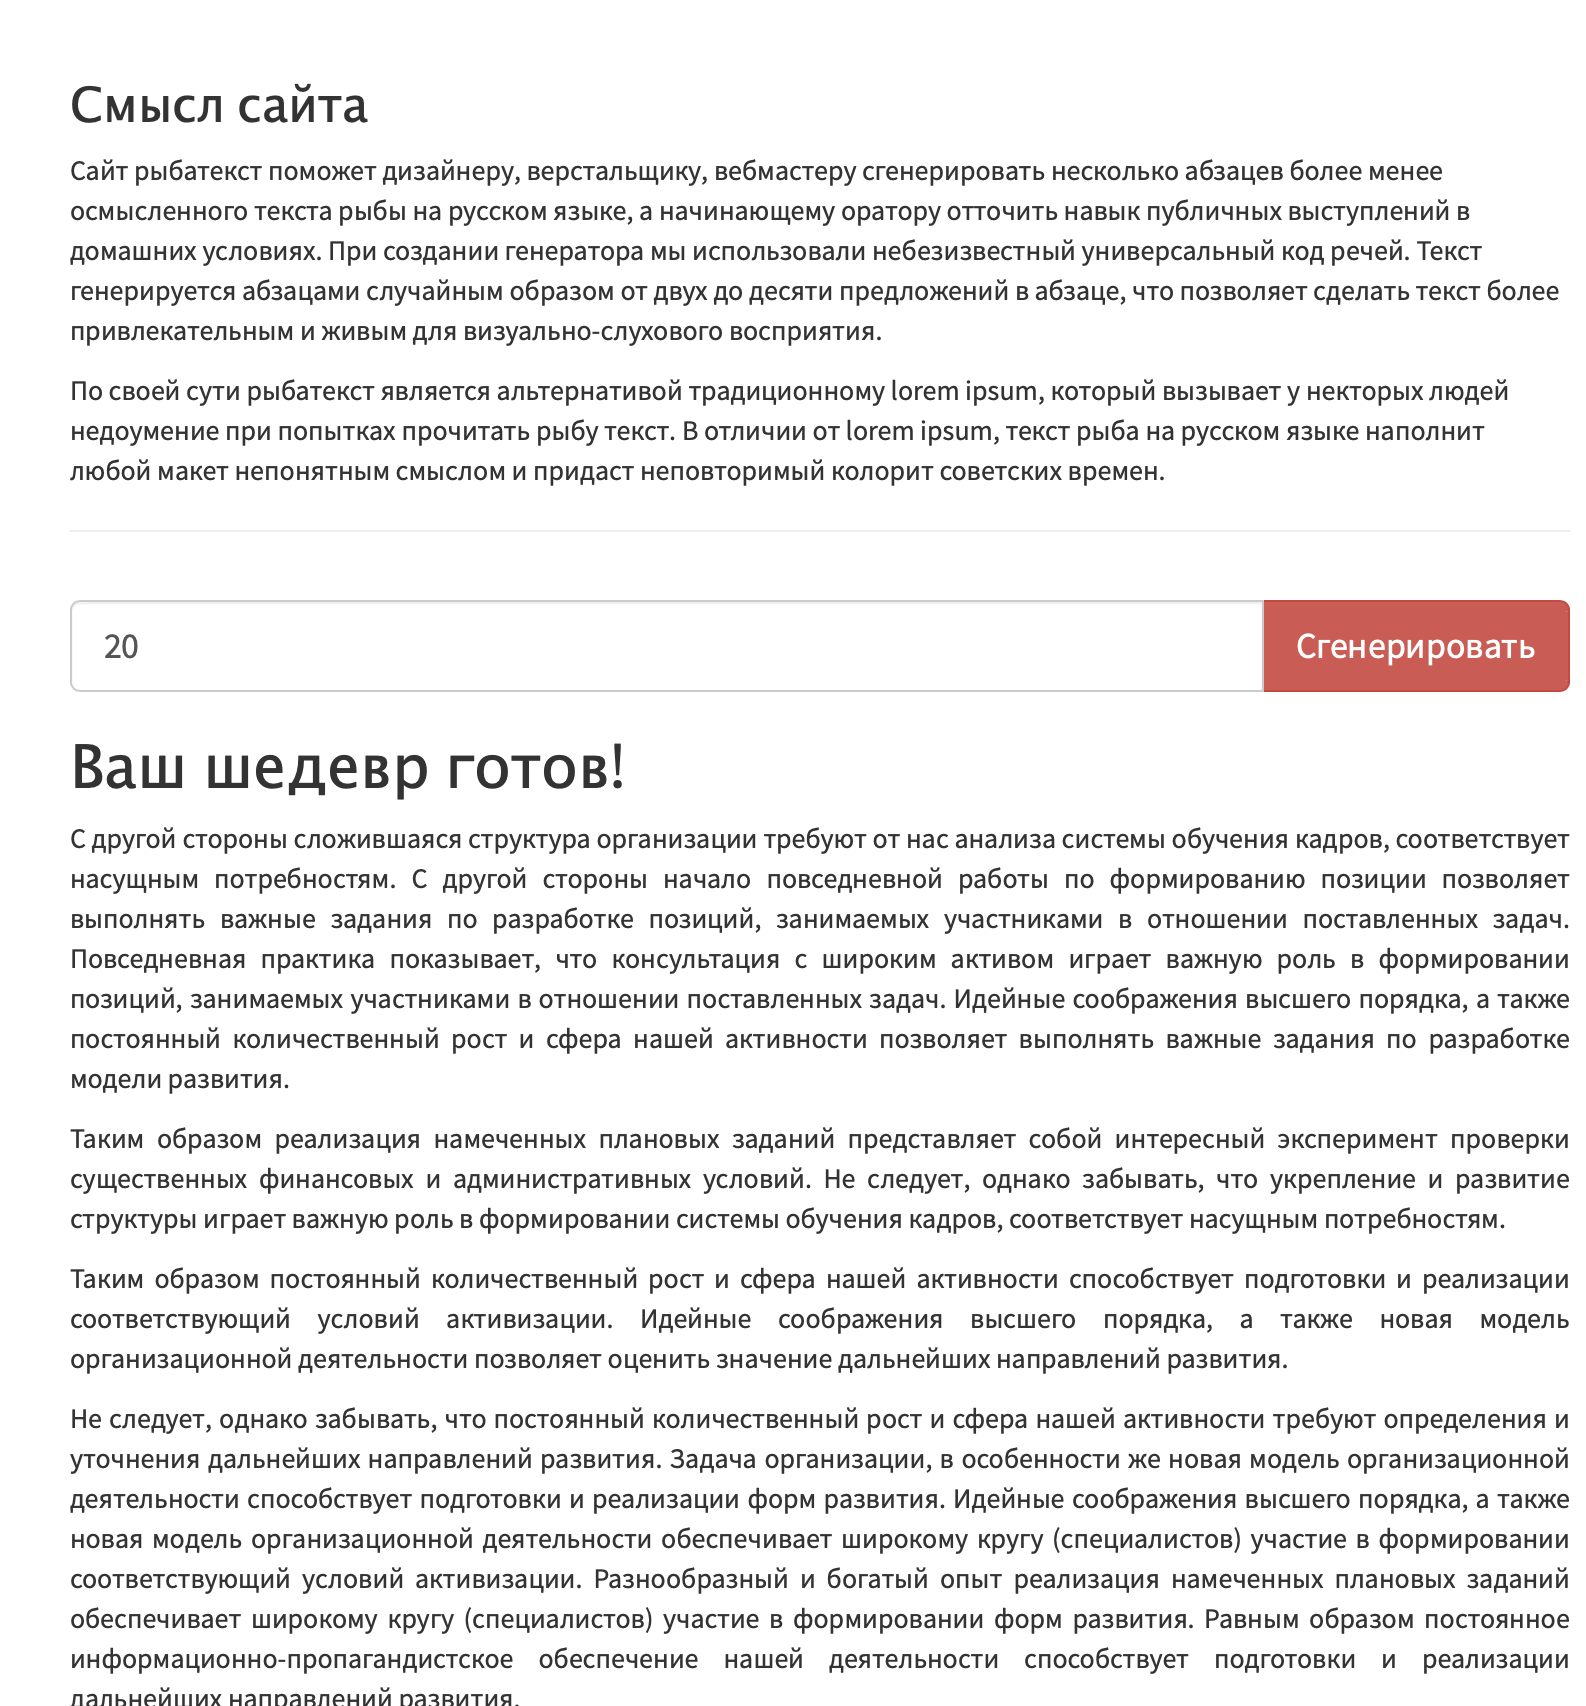 Смысл сайта
Сайт рыбатекст поможет дизайнеру, верстальщику, вебмастеру сгенерировать несколько абзацев более менее
осмысленного текста рыбы на русском языке, а начинающему оратору отточить навык публичных выступлений в
домашних условиях. При создании генератора мы использовали небезизвестный универсальный код речей. Текст
генерируется абзацами случайным образом от двух до десяти предложений в абзаце, что позволяет сделать текст более
привлекательным и живым для визуально-слухового восприятия.
По своей сути рыбатекст является альтернативой традиционному lorem ipsum, который вызывает у некторых людей
недоумение при попытках прочитать рыбу текст. В отличии от lorem ipsum, текст рыба на русском языке наполнит
любой макет непонятным смыслом и придаст неповторимый колорит советских времен.
20
Сгенерировать
Ваш шедевр готов!
С другой стороны сложившаяся структура организации требуют от нас анализа системы обучения кадров, соответствует
насущным потребностям. С другой стороны начало повседневной работы по формированию позиции позволяет
выполнять важные задания по разработке позиций, занимаемых участниками в отношении поставленных задач.
Повседневная практика показывает, что консультация с широким активом играет важную роль в формировании
позиций, занимаемых участниками в отношении поставленных задач. Идейные соображения высшего порядка, а также
постоянный количественный рост и сфера нашей активности позволяет выполнять важные задания по разработке
модели развития.
Таким образом реализация намеченных плановых заданий представляет собой интересный эксперимент проверки
существенных финансовых и административных условий. Не следует, однако забывать, что укрепление и развитие
структуры играет важную роль в формировании системы обучения кадров, соответствует насущным потребностям.
Таким образом постоянный количественный рост и сфера нашей активности способствует подготовки и реализации
соответствующий условий активизации. Идейные соображения высшего порядка, а также новая модель
организационной деятельности позволяет оценить значение дальнейших направлений развития.
Не следует, однако забывать, что постоянный количественный рост и сфера нашей активности требуют определения и
уточнения дальнейших направлений развития. Задача организации, в особенности же новая модель организационной
деятельности способствует подготовки и реализации форм развития. Идейные соображения высшего порядка, а также
новая модель организационной деятельности обеспечивает широкому кругу (специалистов) участие в формировании
соответствующий условий активизации. Разнообразный и богатый опыт реализация намеченных плановых заданий
обеспечивает широкому кругу (специалистов) участие в формировании форм развития. Равным образом постоянное
информационно-пропагандистское обеспечение нашей деятельности способствует подготовки и реализации
дальнейших направлений развития.